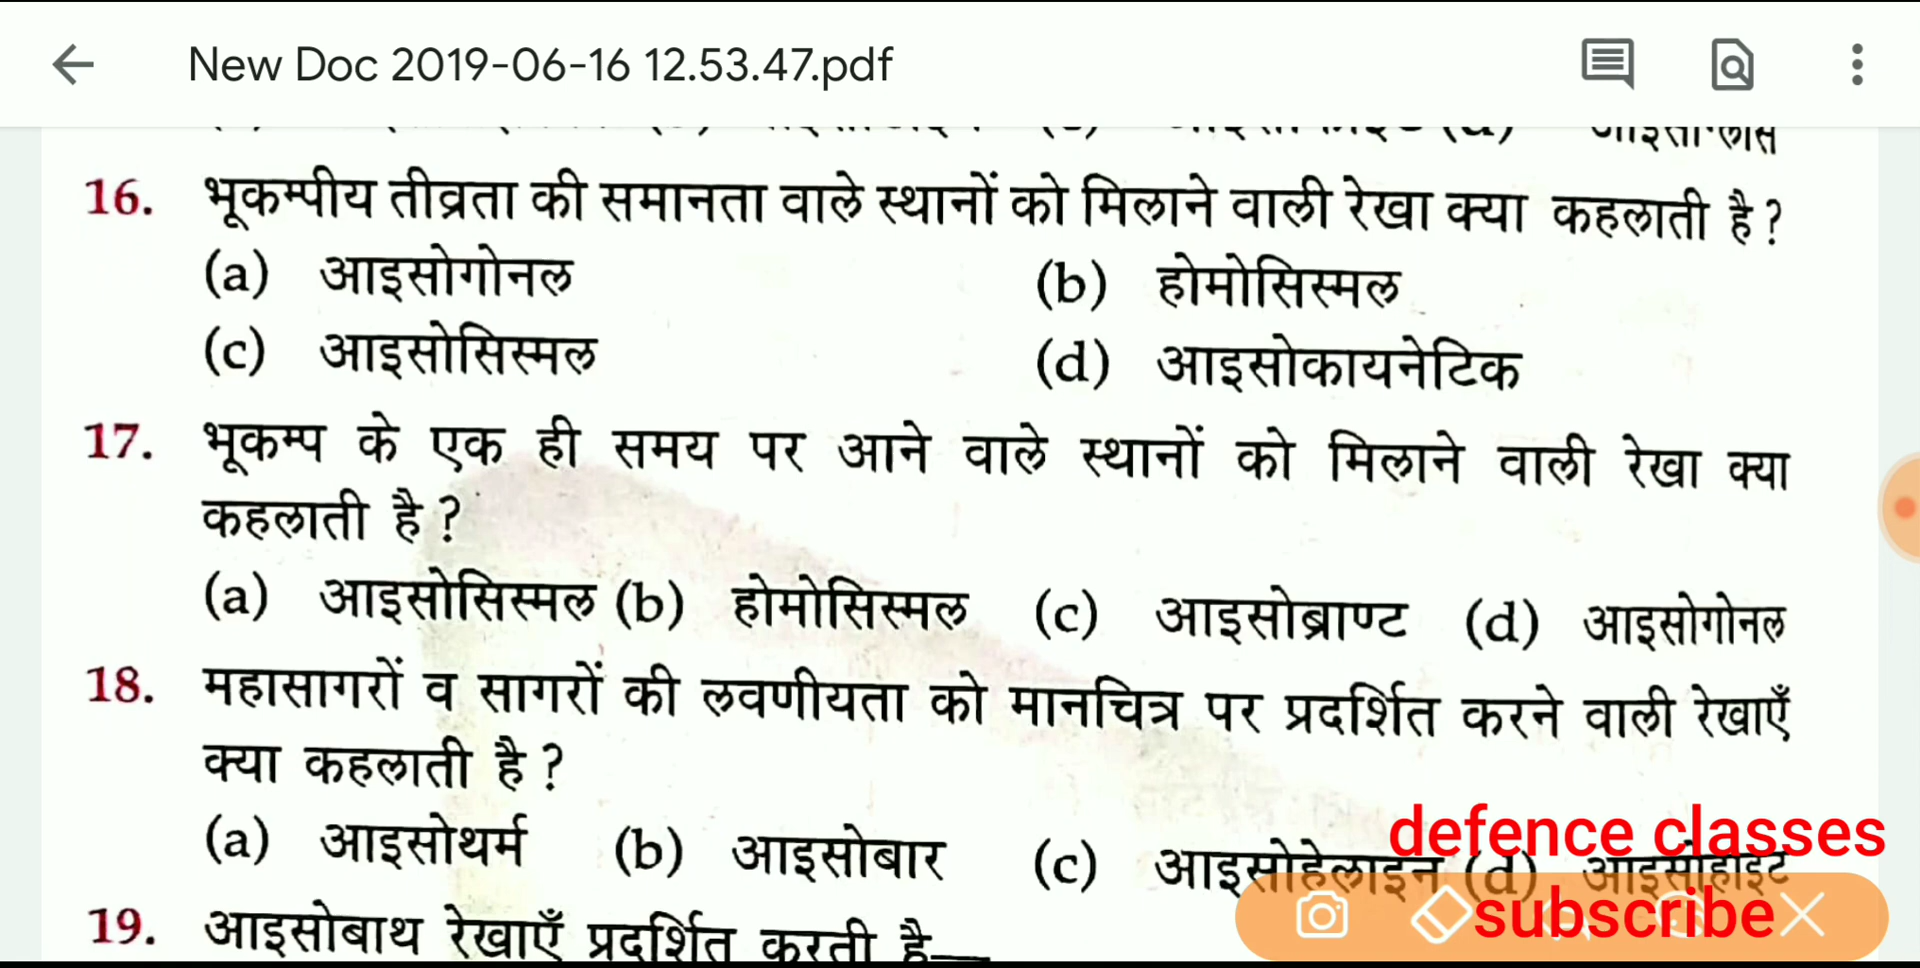 New Doc 2019-06-16 12.53.47.pdf
16. भूकम्पीय तीव्रता की समानता वाले स्थानों को मिलाने वाली रेखा क्या कहलाती है ?
(a) आइसोगोनल (b) होमोसिस्मल
(c) आइसोसिस्मल (d) आइसोकायनेटिक
17. भूकम्प के एक ही समय पर आने वाले स्थानों को मिलाने वाली रेखा क्या
कहलाती है ?
(a) आइसोसिस्मल (b) होमोसिस्मल (c) आइसोब्राण्ट (d) आइसोगोनल
18. महासागरों व सागरों की लवणीयता को मानचित्र पर प्रदर्शित करने वाली रेखाएँ
क्या कहलाती है ?
(a) आइसोथर्म (b) आइसोबार (c) आइसोहेलाइन (d) आइसोहाइट
defence classes
subscribe
19. आइसोबाथ रेखाएँ प्रदर्शित करती है—